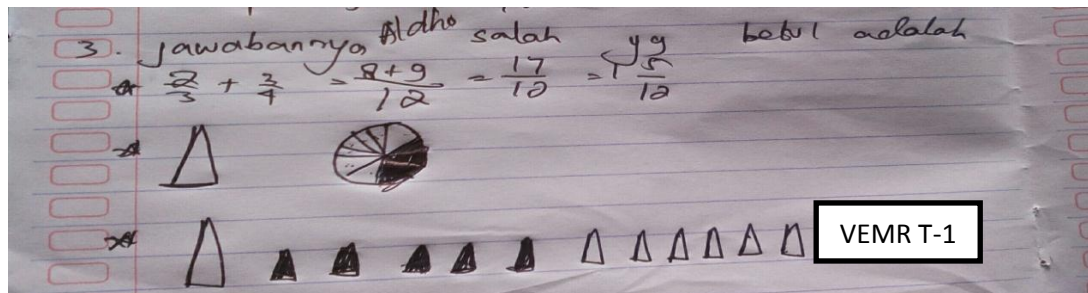 3. jawabannya Aldho salah yg betul adalah
2/3 + 3/4 = 8+9/12 = 17/12 = 1 5/12
VEMR T-1